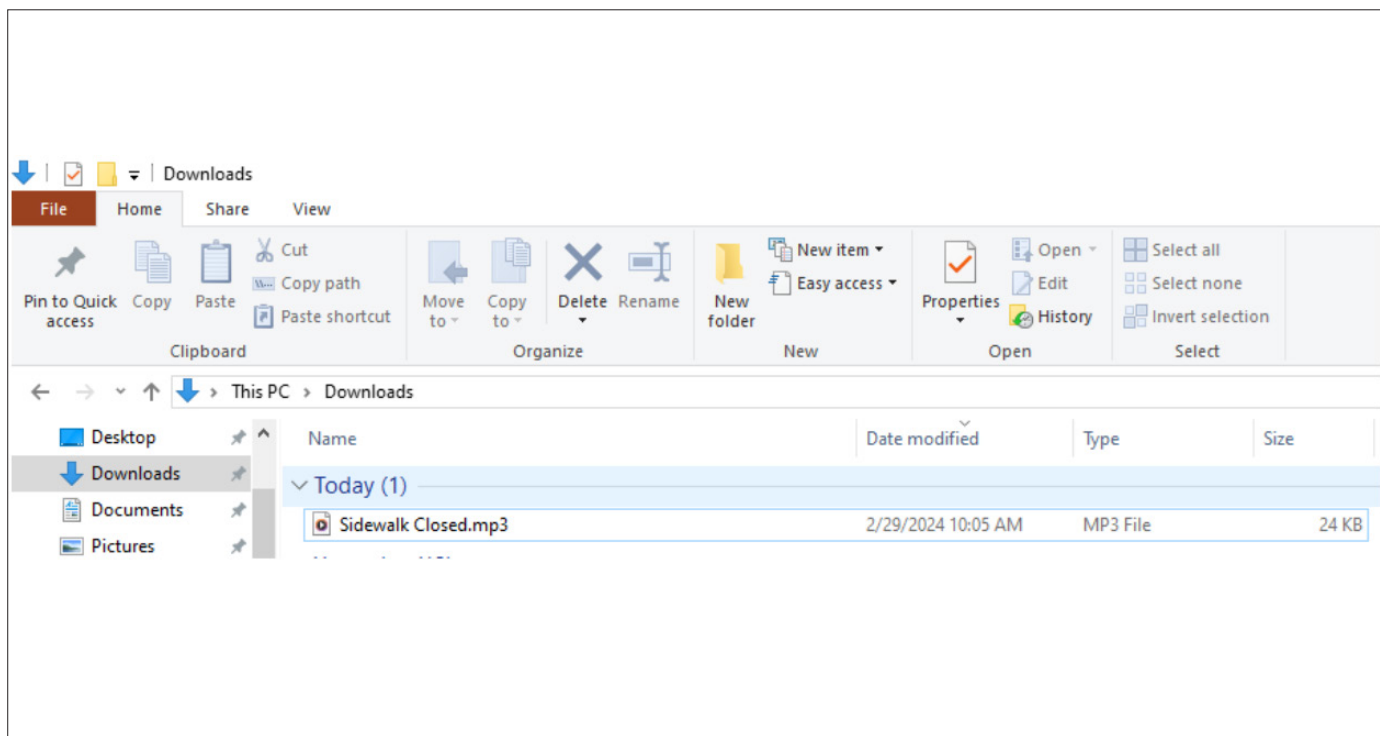 Downloads
File Home Share View
Pin to Quick access
Copy
Paste
Cut
Copy path
Paste shortcut
Clipboard
Move to
Copy to
Delete
Rename
Organize
New folder
New item
Easy access
New
Properties
Open
Edit
History
Open
Select all
Select none
Invert selection
Select
This PC > Downloads
Desktop
Downloads
Documents
Pictures
Name Date modified Type Size
Today (1)
Sidewalk Closed.mp3 2/29/2024 10:05 AM MP3 File 24 KB